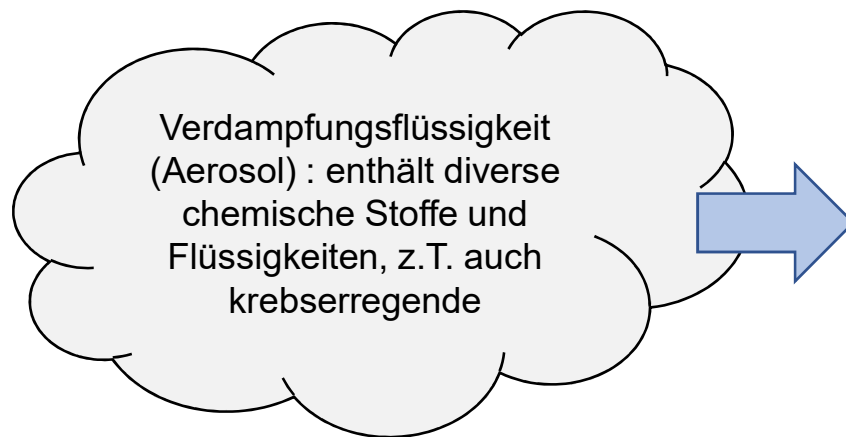 Verdampfungsflüssigkeit
(Aerosol) : enthält diverse
chemische Stoffe und
Flüssigkeiten, z.T. auch
krebserregende